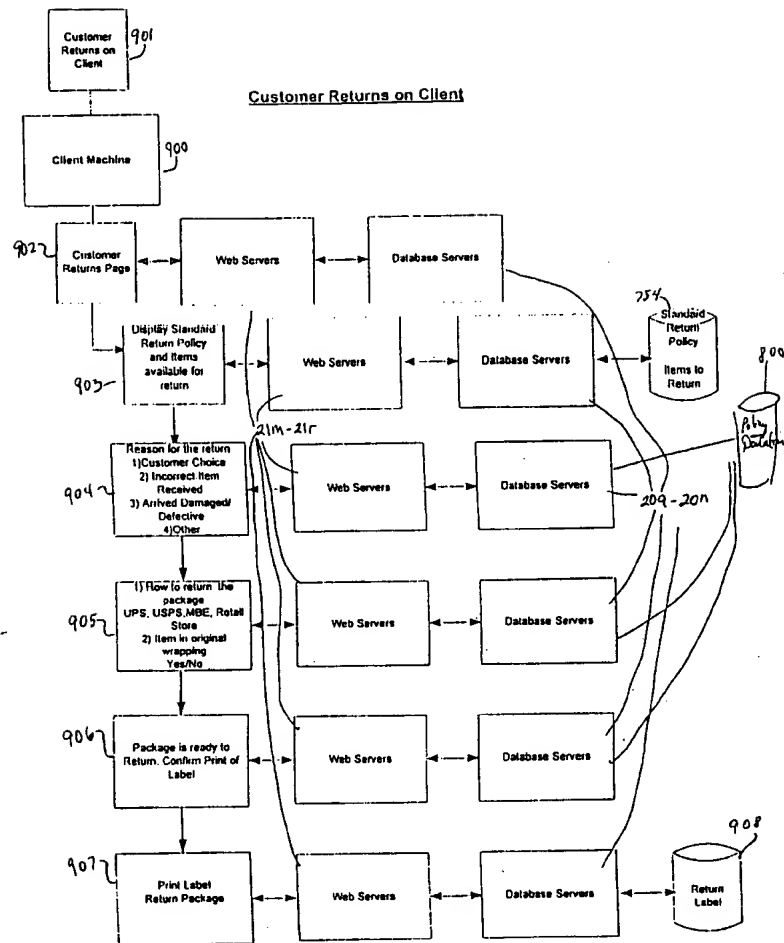 Customer
Returns on
Client
901
Customer Returns on Client
Client Machine
900
902
Customer
Returns Page
Web Servers
Database Servers
754
Display Standard
Return Policy
and Items
available for
return
903
Web Servers
Database Servers
Standard
Return
Policy
Items to
Return
800
Policy
21m-21r
Reason for the return
1)Customer Choice
2) Incorrect Item
Received
3) Arrived Damaged/
Defective
4)Other
904
Web Servers
Database Servers
20q-20n
1) How to return the
package
UPS, USPS,MBE, Retail
Store
2) Item in original
wrapping
Yes/No
905
Web Servers
Database Servers
906
Package is ready to
Return. Confirm Print of
Label
Web Servers
Database Servers
907
Print Label
Return Package
Web Servers
Database Servers
908
Return
Label